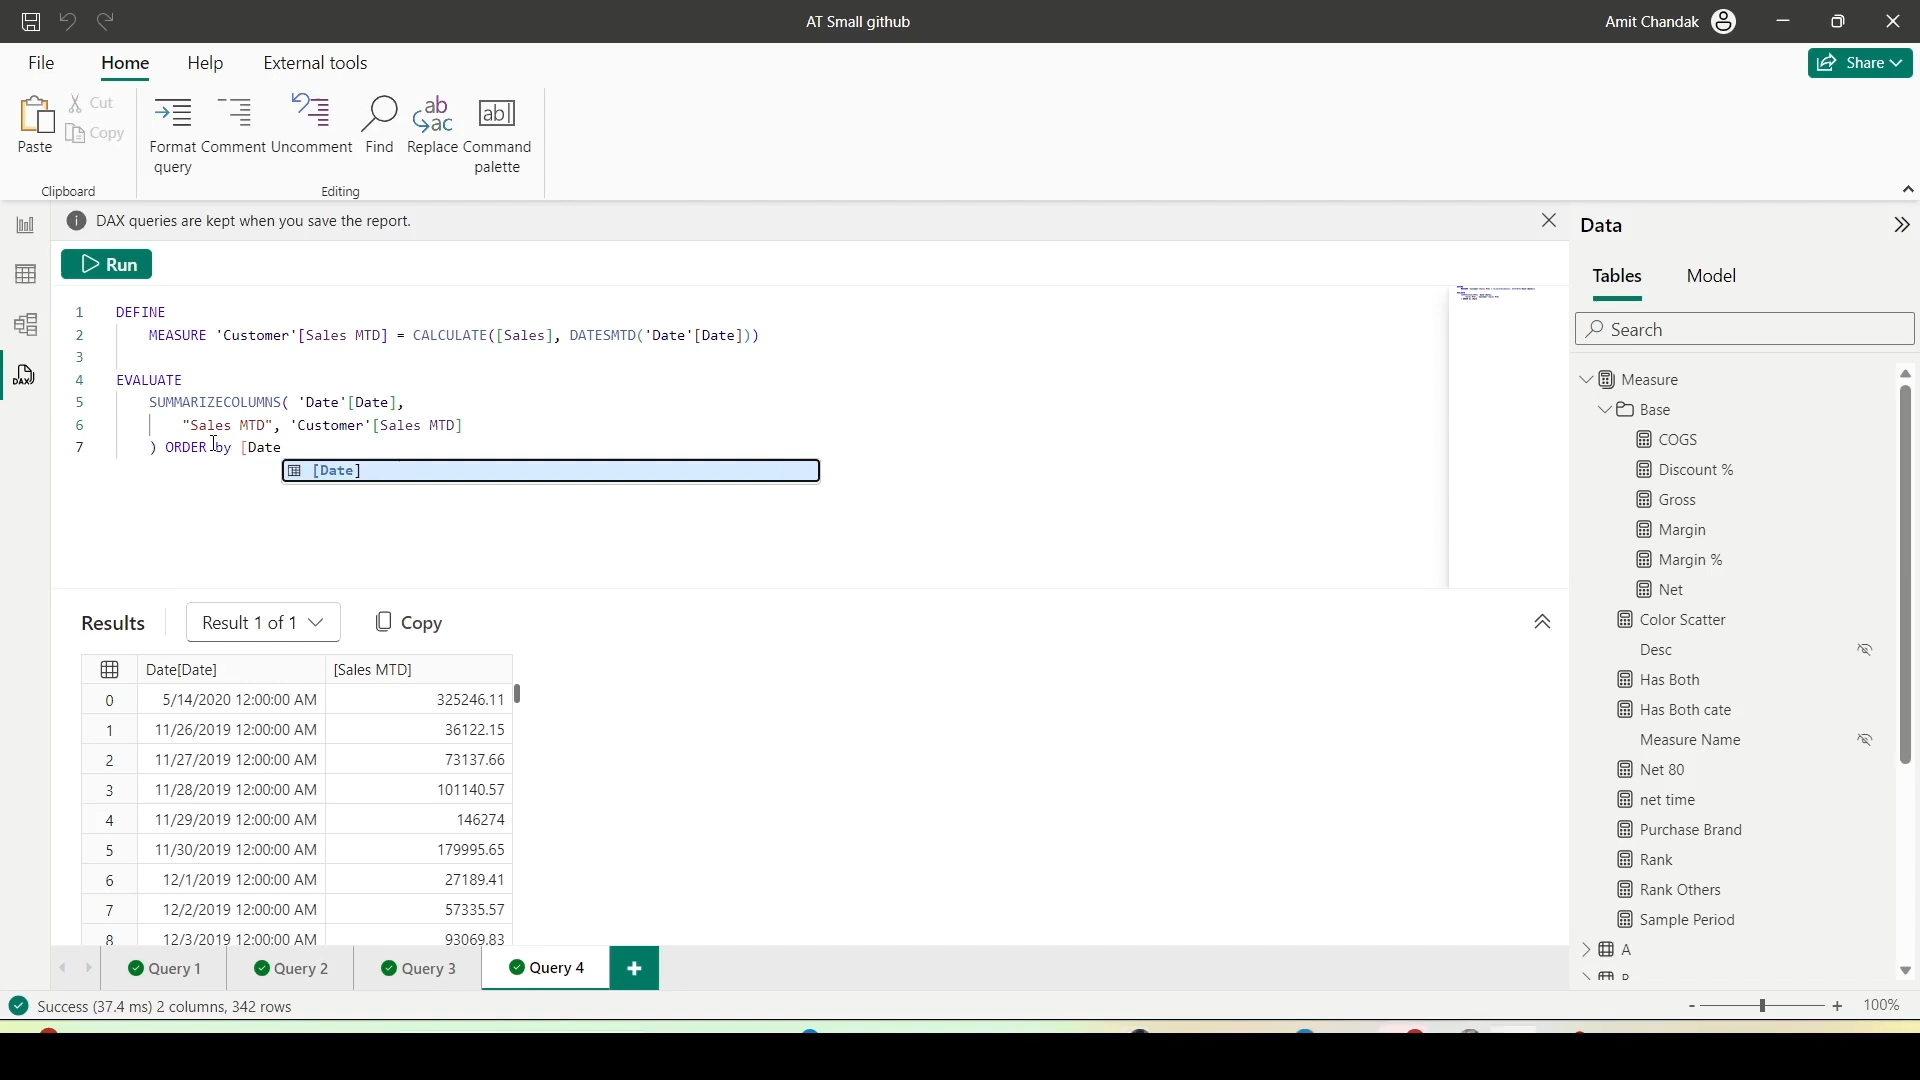 AT Small github
Amit Chandak
File Home Help External tools
Share
Paste
Cut
Copy
Format query
Comment
Uncomment
Find
Replace
Command palette
Clipboard
Editing
DAX queries are kept when you save the report.
Run
1 DEFINE
2 MEASURE 'Customer'[Sales MTD] = CALCULATE([Sales], DATESMTD('Date'[Date]))
3
4 EVALUATE
5 SUMMARIZECOLUMNS( 'Date'[Date],
6 "Sales MTD", 'Customer'[Sales MTD]
7 ) ORDER by [Date
[Date]
Results
Result 1 of 1
Copy
Date[Date] [Sales MTD]
0 5/14/2020 12:00:00 AM 325246.11
1 11/26/2019 12:00:00 AM 36122.15
2 11/27/2019 12:00:00 AM 73137.66
3 11/28/2019 12:00:00 AM 101140.57
4 11/29/2019 12:00:00 AM 146274
5 11/30/2019 12:00:00 AM 179995.65
6 12/1/2019 12:00:00 AM 27189.41
7 12/2/2019 12:00:00 AM 57335.57
8 12/3/2019 12:00:00 AM 93069.83
Query 1
Query 2
Query 3
Query 4
Success (37.4 ms) 2 columns, 342 rows
100%
Data
Tables Model
Search
Measure
Base
COGS
Discount %
Gross
Margin
Margin %
Net
Color Scatter
Desc
Has Both
Has Both cate
Measure Name
Net 80
net time
Purchase Brand
Rank
Rank Others
Sample Period
A